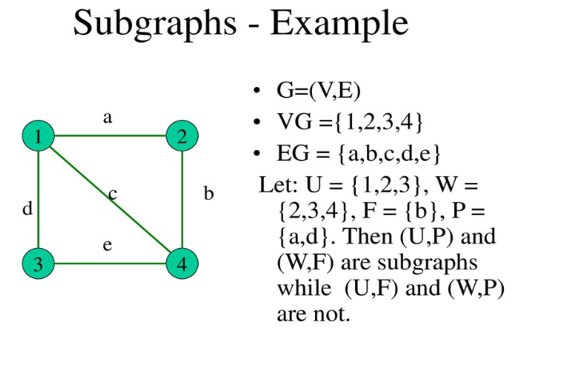 Subgraphs - Example
a
1
2
c
b
d
e
3
4
• G=(V,E)
• VG ={1,2,3,4}
• EG = {a,b,c,d,e}
Let: U = {1,2,3}, W =
{2,3,4}, F = {b}, P =
{a,d}. Then (U,P) and
(W,F) are subgraphs
while (U,F) and (W,P)
are not.